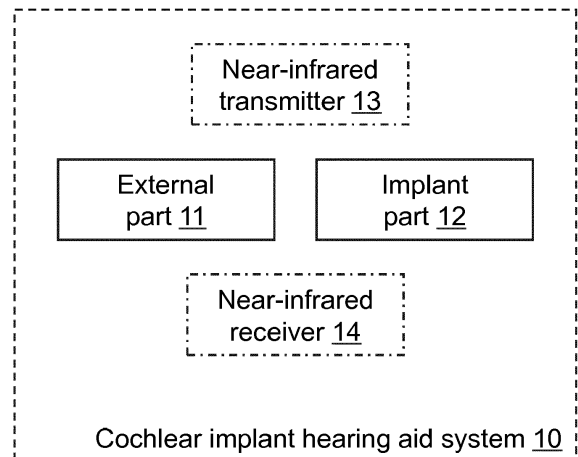 Near-infrared
transmitter 13
External
part 11
Implant
part 12
Near-infrared
receiver 14
Cochlear implant hearing aid system 10